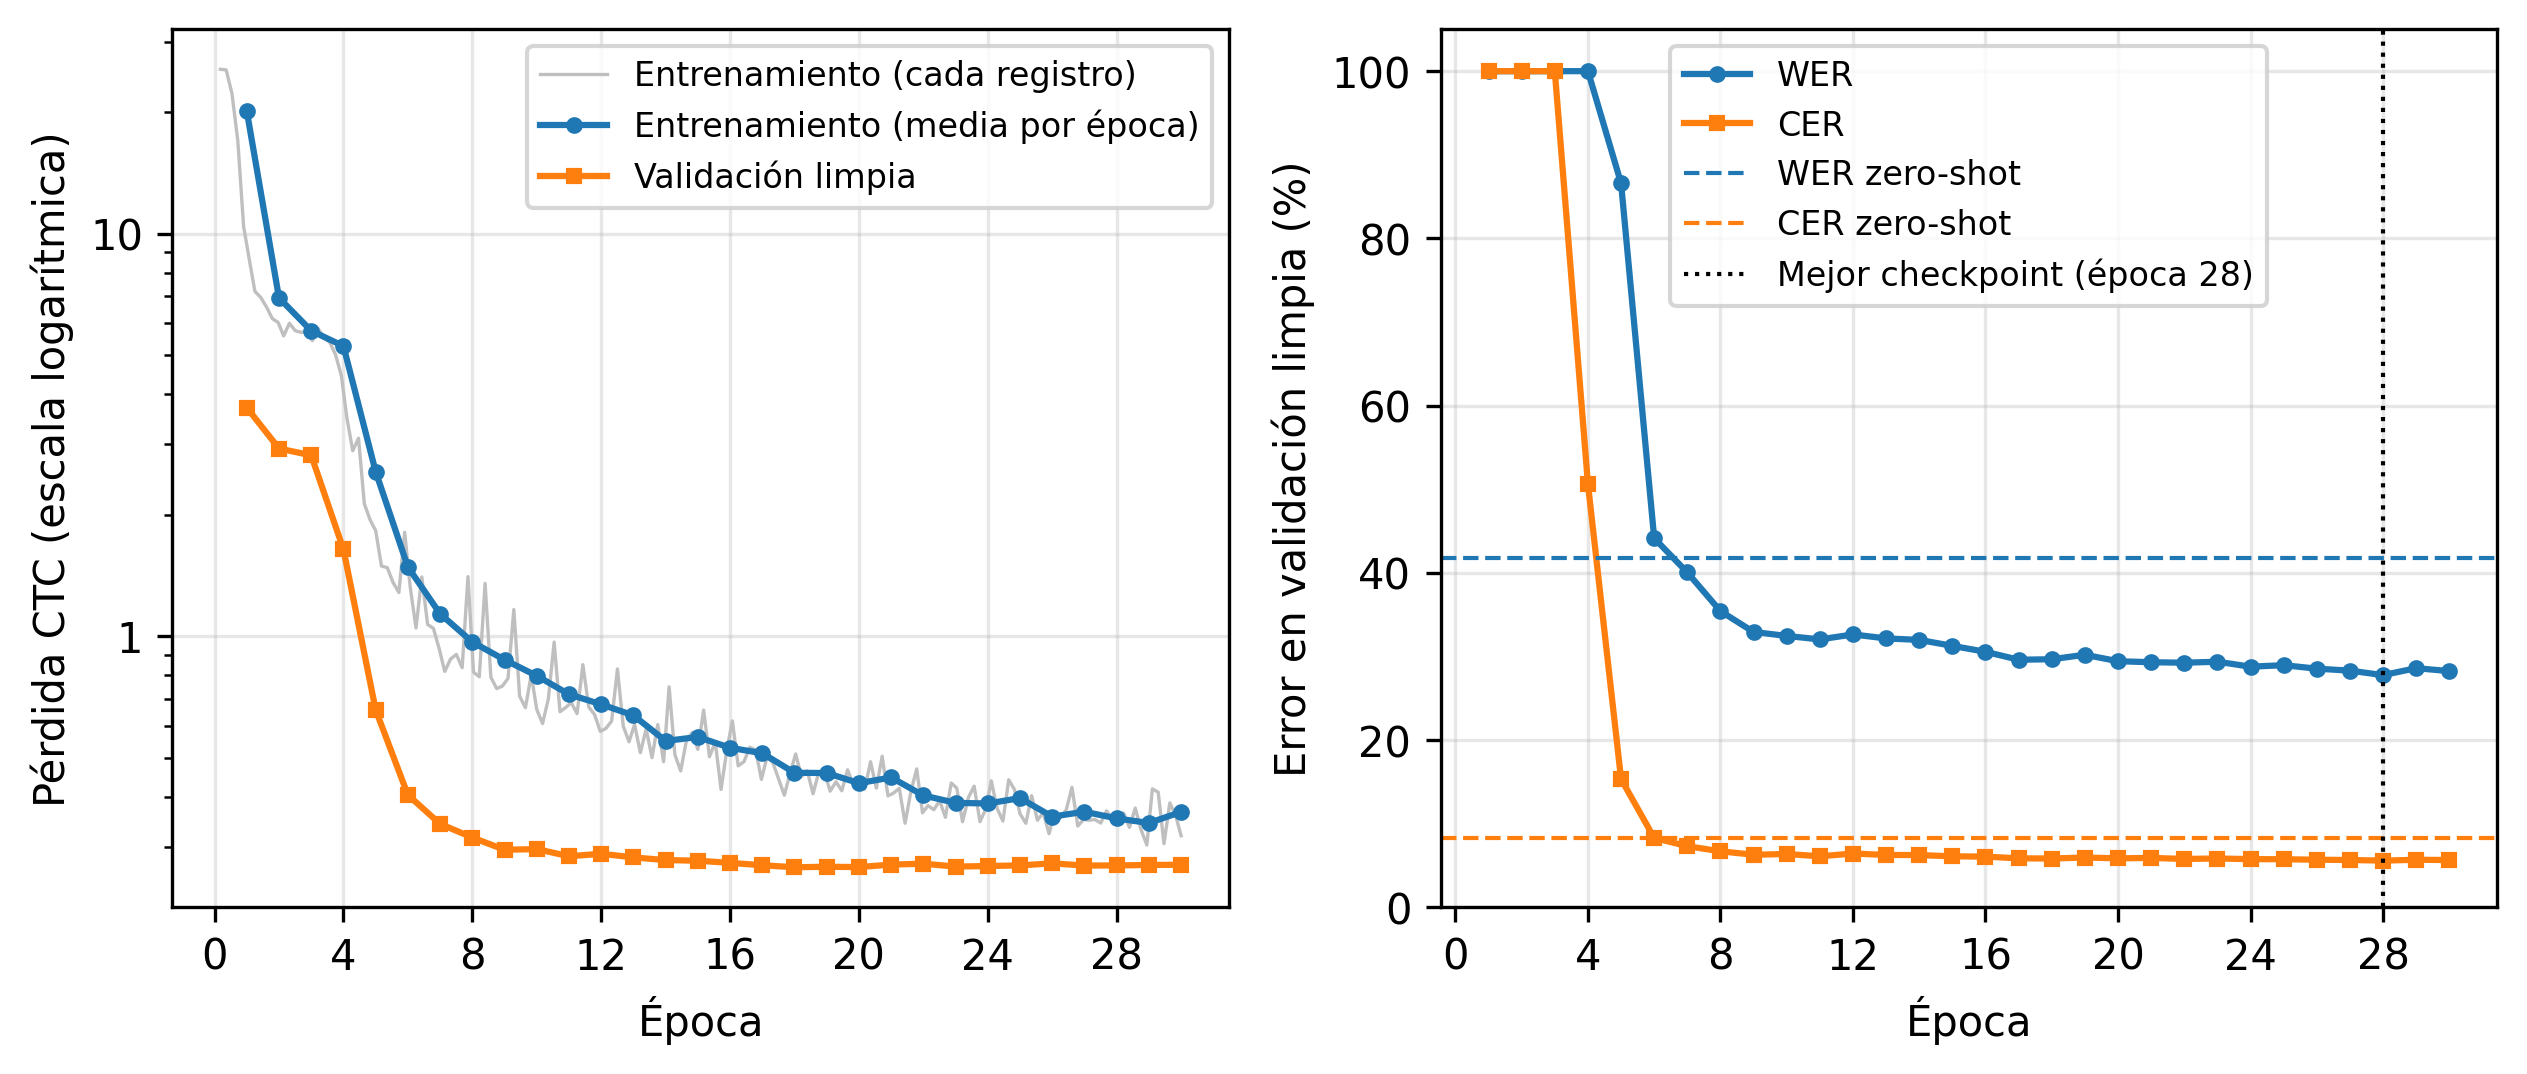 Pérdida CTC (escala logarítmica)
10
1
Entrenamiento (cada registro)
Entrenamiento (media por época)
Validación limpia
0 4 8 12 16 20 24 28
Época
Error en validación limpia (%)
100
80
60
40
20
0
WER
CER
WER zero-shot
CER zero-shot
Mejor checkpoint (época 28)
0 4 8 12 16 20 24 28
Época